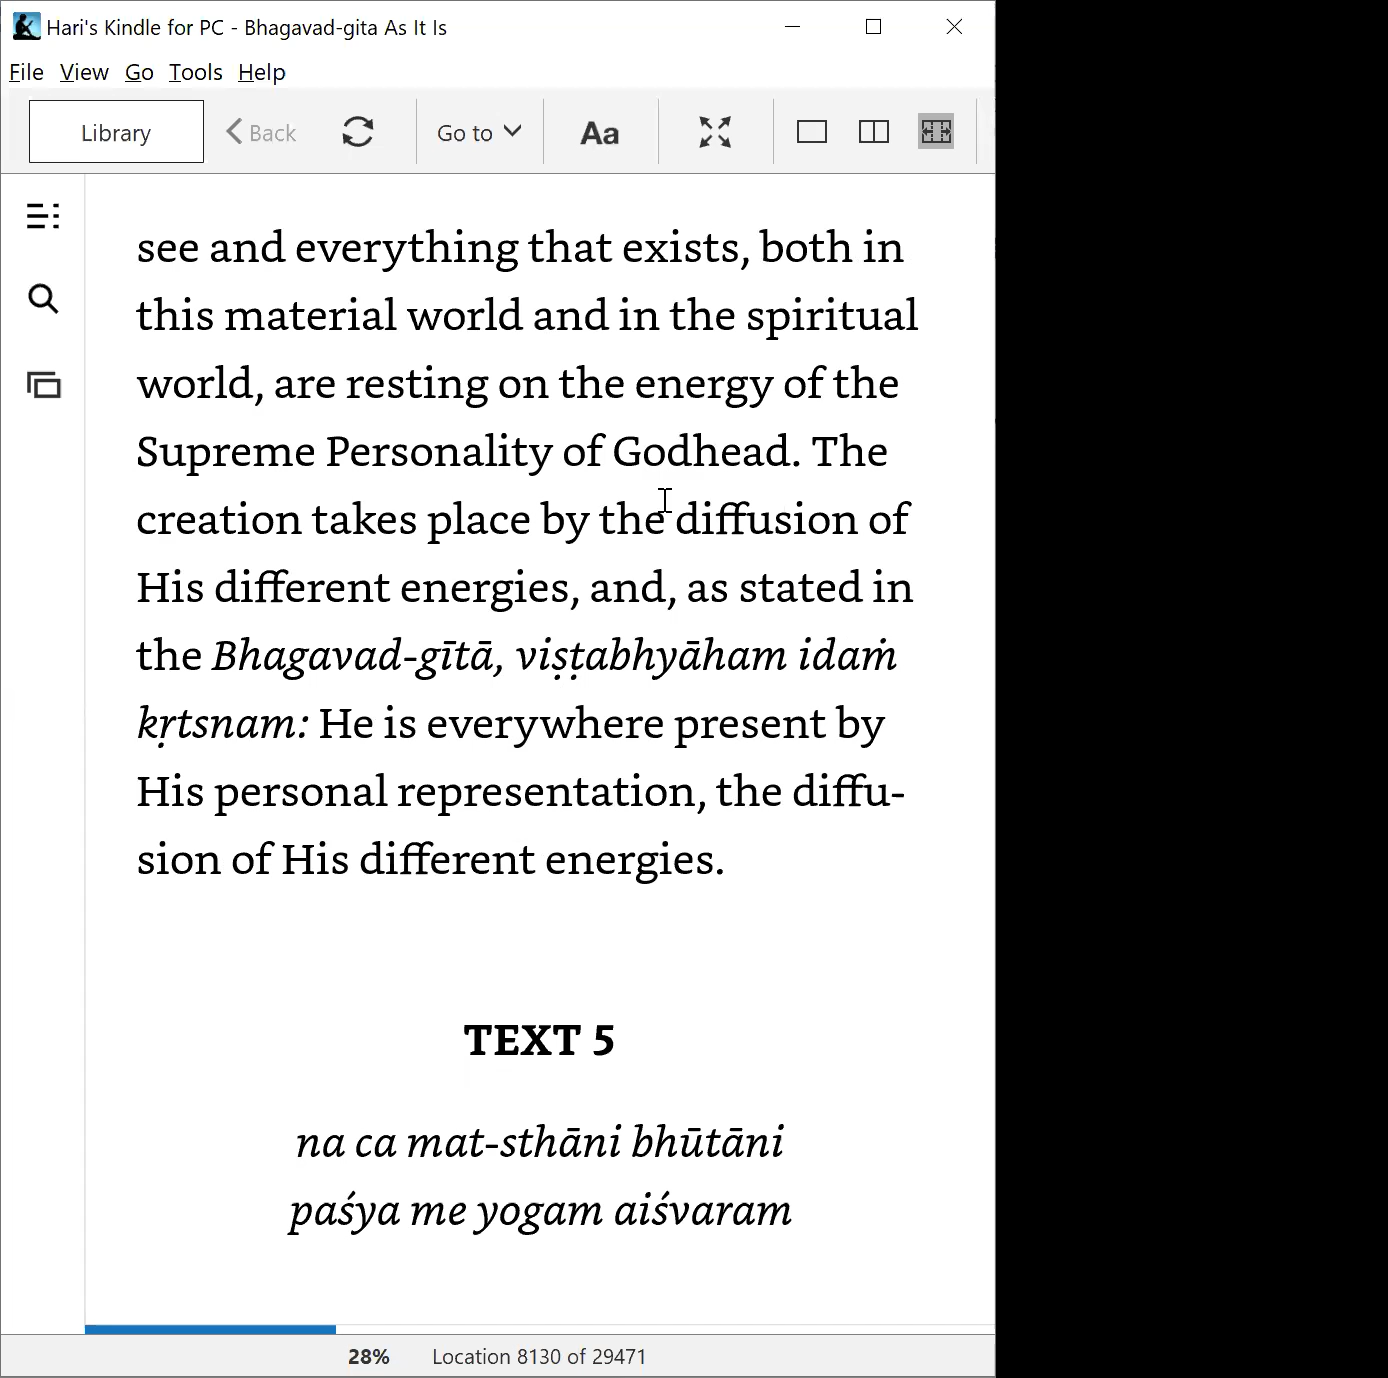 Hari's Kindle for PC - Bhagavad-gita As It Is
File View Go Tools Help
Library Back Go to Aa
see and everything that exists, both in
this material world and in the spiritual
world, are resting on the energy of the
Supreme Personality of Godhead. The
creation takes place by the diffusion of
His different energies, and, as stated in
the Bhagavad-gītā, viṣṭabhyāham idaṁ
kṛtsnam: He is everywhere present by
His personal representation, the diffu-
sion of His different energies.
TEXT 5
na ca mat-sthāni bhūtāni
paśya me yogam aiśvaram
28% Location 8130 of 29471